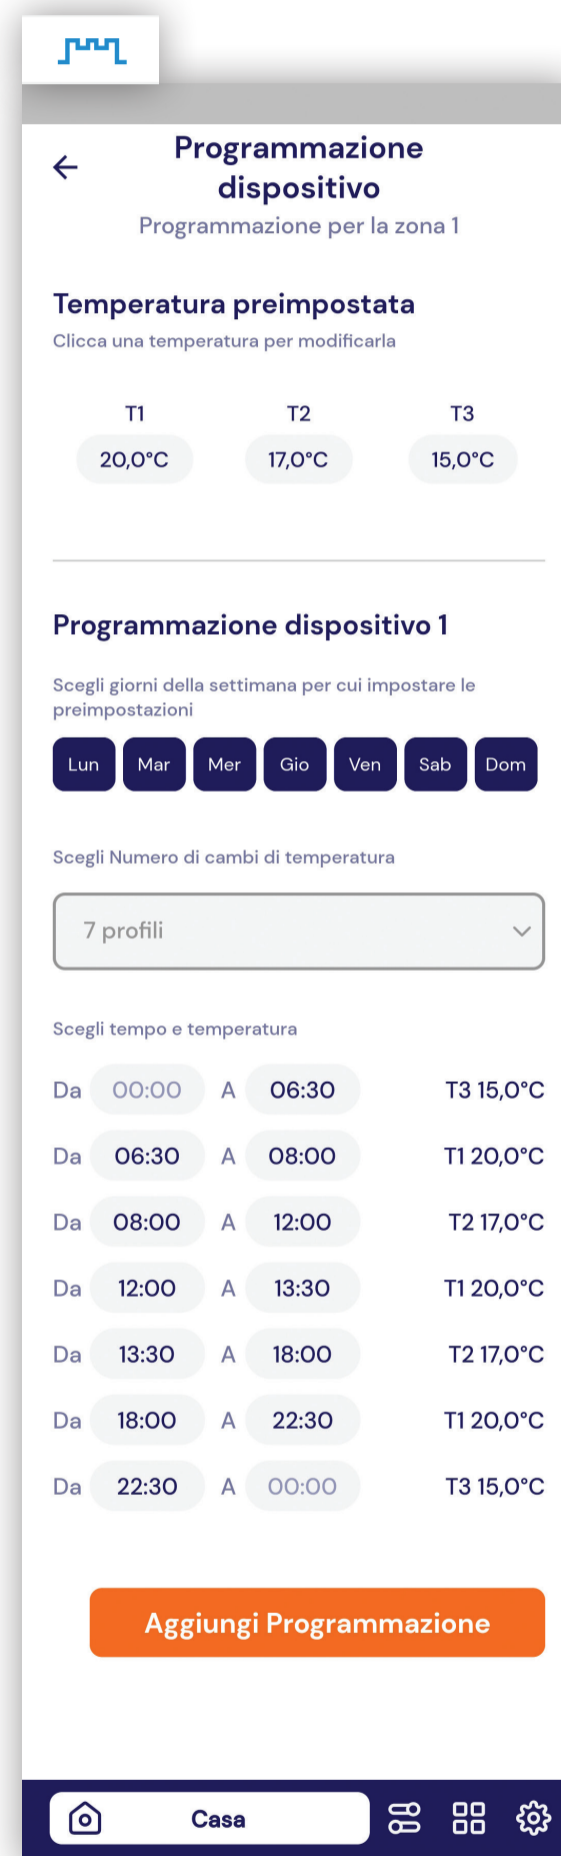 Programmazione
dispositivo
Programmazione per la zona 1
Temperatura preimpostata
Clicca una temperatura per modificarla
T1 T2 T3
20,0°C 17,0°C 15,0°C
Programmazione dispositivo 1
Scegli giorni della settimana per cui impostare le
preimpostazioni
Lun Mar Mer Gio Ven Sab Dom
Scegli Numero di cambi di temperatura
7 profili
Scegli tempo e temperatura
Da 00:00 A 06:30 T3 15,0°C
Da 06:30 A 08:00 T1 20,0°C
Da 08:00 A 12:00 T2 17,0°C
Da 12:00 A 13:30 T1 20,0°C
Da 13:30 A 18:00 T2 17,0°C
Da 18:00 A 22:30 T1 20,0°C
Da 22:30 A 00:00 T3 15,0°C
Aggiungi Programmazione
Casa